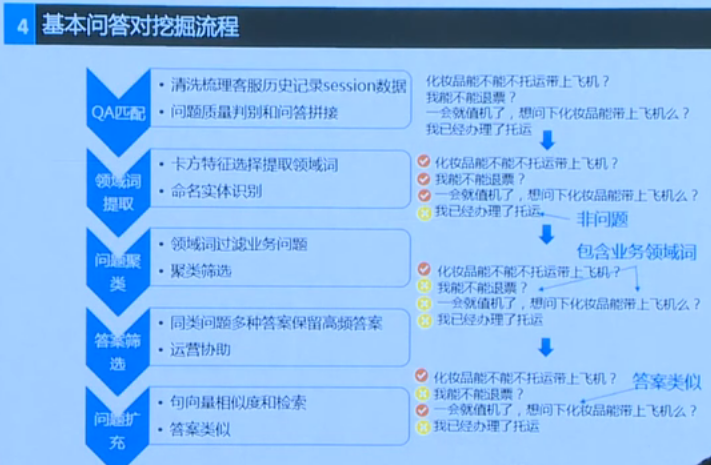 4 基本问答对挖掘流程
QA匹配
• 清洗梳理客服历史记录session数据
• 问题质量判别和问答拼接
领域词
提取
• 卡方特征选择提取领域词
• 命名实体识别
问题聚
类
• 领域词过滤业务问题
• 聚类筛选
答案筛
选
• 同类问题多种答案保留高频答案
• 运营协助
问题扩
充
• 句向量相似度和检索
• 答案类似
化妆品能不能不托运带上飞机？
我能不能退票？
一会就值机了，想问下化妆品能带上飞机么？
我已经办理了托运
化妆品能不能不托运带上飞机？
我能不能退票？
一会就值机了，想问下化妆品能带上飞机么？
我已经办理了托运
非问题
包含业务领域词
化妆品能不能不托运带上飞机？
我能不能退票？
一会就值机了，想问下化妆品能带上飞机么？
我已经办理了托运
化妆品能不能不托运带上飞机？
答案类似
我能不能退票？
一会就值机了，想问下化妆品能带上飞机么？
我已经办理了托运